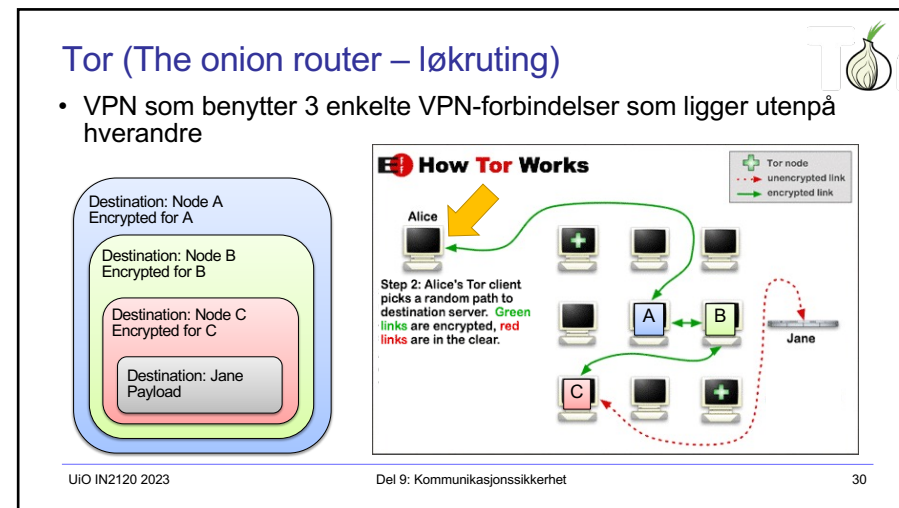 Tor (The onion router – løkruting)
• VPN som benytter 3 enkelte VPN-forbindelser som ligger utenpå
hverandre
Destination: Node A
Encrypted for A
Destination: Node B
Encrypted for B
Destination: Node C
Encrypted for C
Destination: Jane
Payload
EFF How Tor Works
Tor node
unencrypted link
encrypted link
Alice
Step 2: Alice's Tor client
picks a random path to
destination server. Green
links are encrypted, red
links are in the clear.
A
B
C
Jane
UiO IN2120 2023
Del 9: Kommunikasjonssikkerhet
30